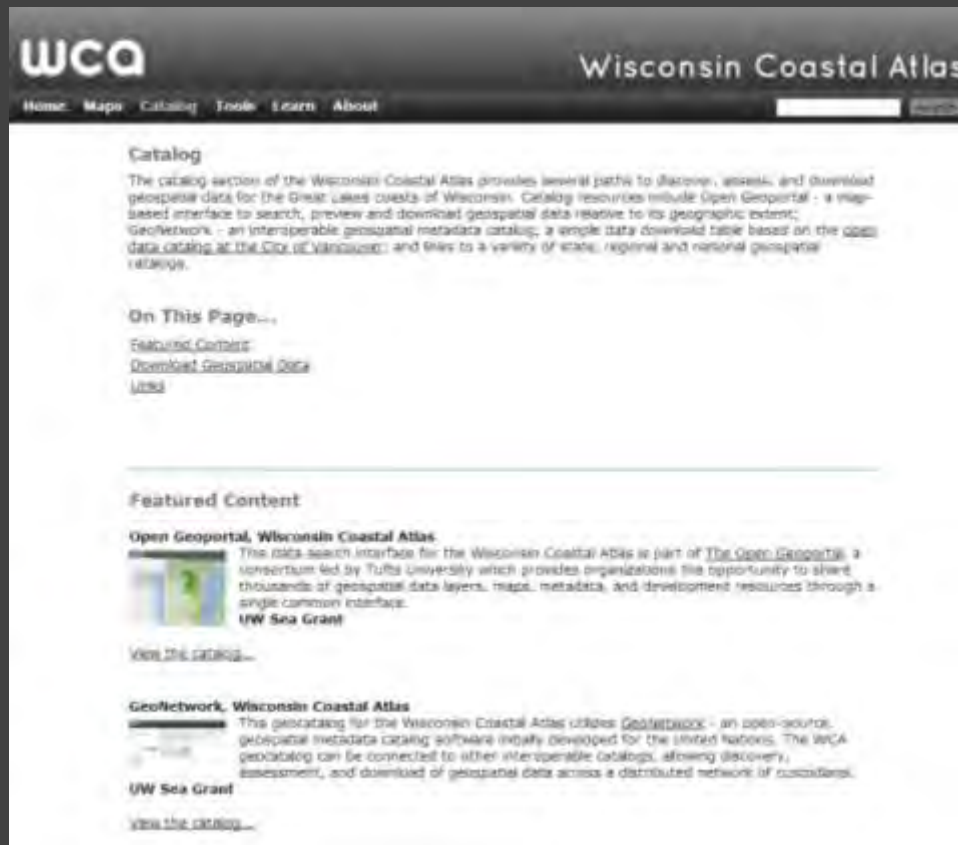 wca
Wisconsin Coastal Atlas
Home Maps Catalog Tools Learn About
Search
Catalog
The catalog section of the Wisconsin Coastal Atlas provides several paths to discover, assess, and download
geospatial data for the Great Lakes coasts of Wisconsin. Catalog resources include Open Geoportal - a map-
based interface to search, preview and download geospatial data relative to its geographic extent;
GeoNetwork - an interoperable geospatial metadata catalog; a simple data download table based on the open
data catalog at the City of Vancouver; and links to a variety of state, regional and national geospatial
catalogs.
On This Page...
Featured Content
Download Geospatial Data
Links
Featured Content
Open Geoportal, Wisconsin Coastal Atlas
This data search interface for the Wisconsin Coastal Atlas is part of The Open Geoportal, a
consortium led by Tufts University which provides organizations the opportunity to share
thousands of geospatial data layers, maps, metadata, and development resources through a
single common interface.
UW Sea Grant
View the catalog...
GeoNetwork, Wisconsin Coastal Atlas
This geocatalog for the Wisconsin Coastal Atlas utilizes GeoNetwork - an open-source,
geospatial metadata catalog software initially developed for the United Nations. The WCA
geocatalog can be connected to other interoperable catalogs, allowing discovery,
assessment, and download of geospatial data across a distributed network of custodians.
UW Sea Grant
View the catalog...